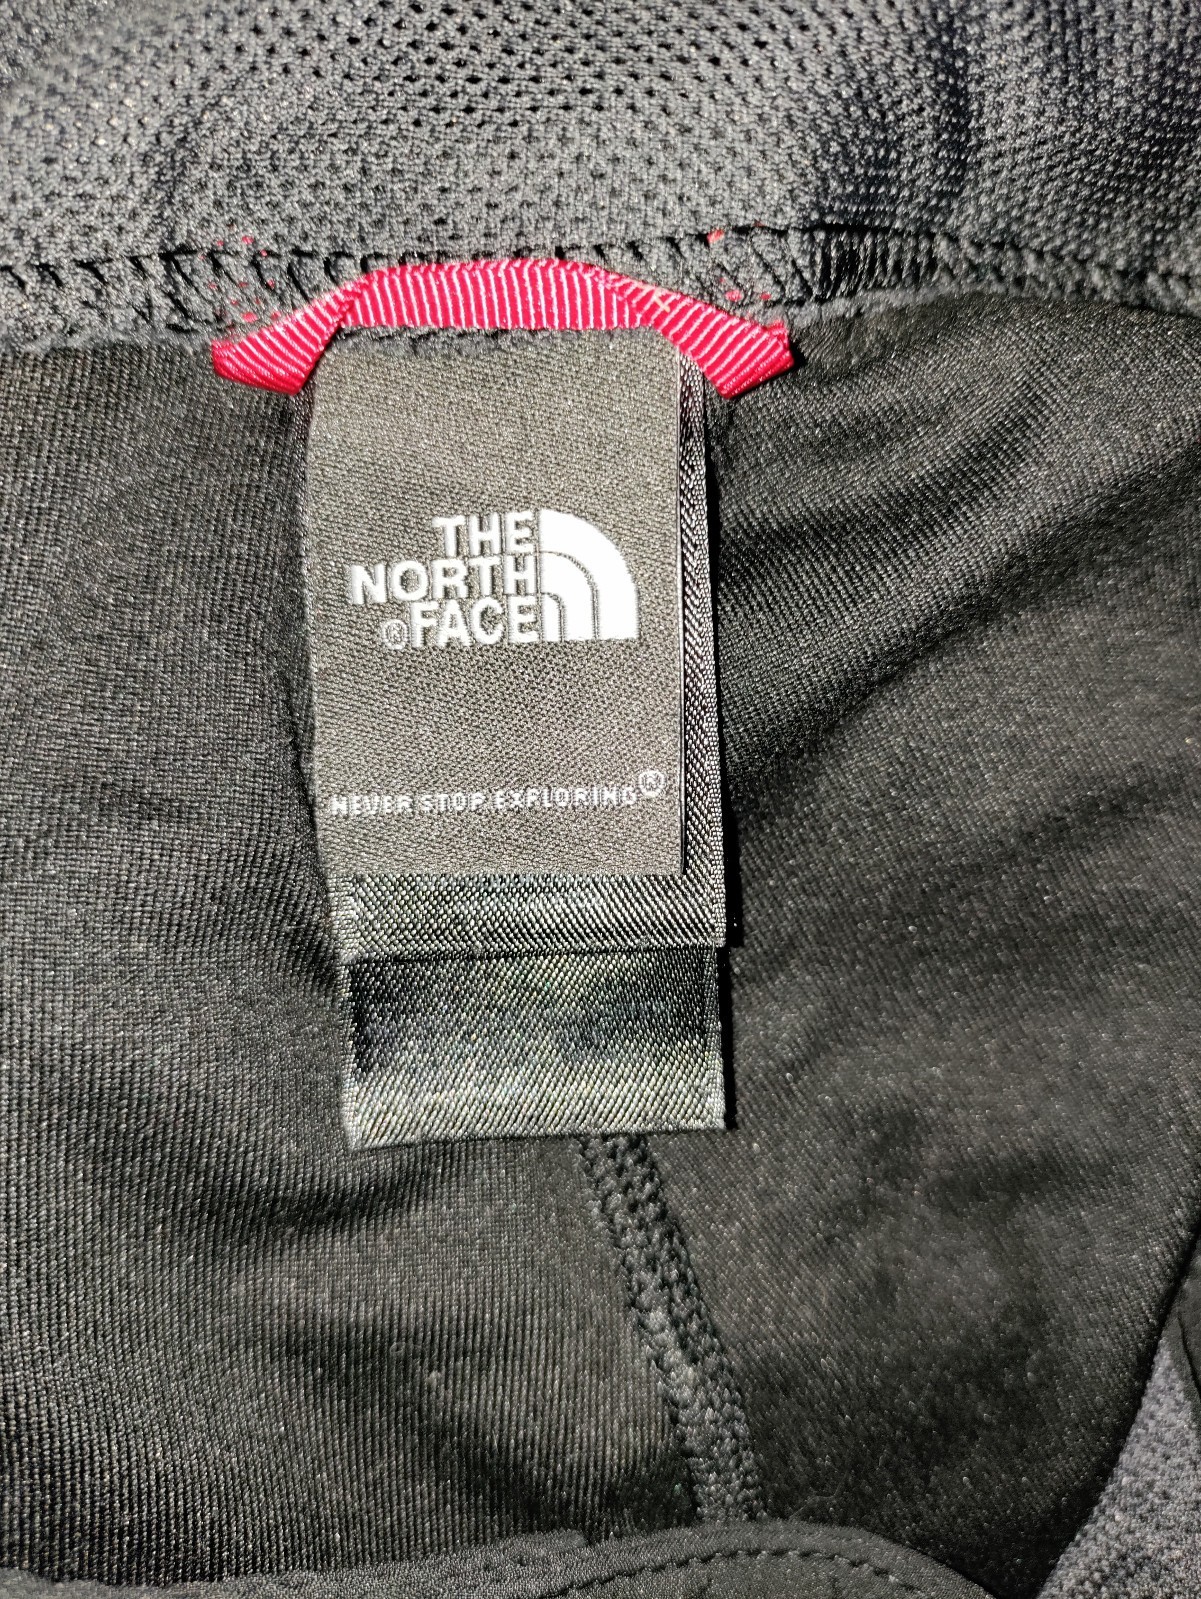 THE
NORTH
®FACE
NEVER STOP EXPLORING®